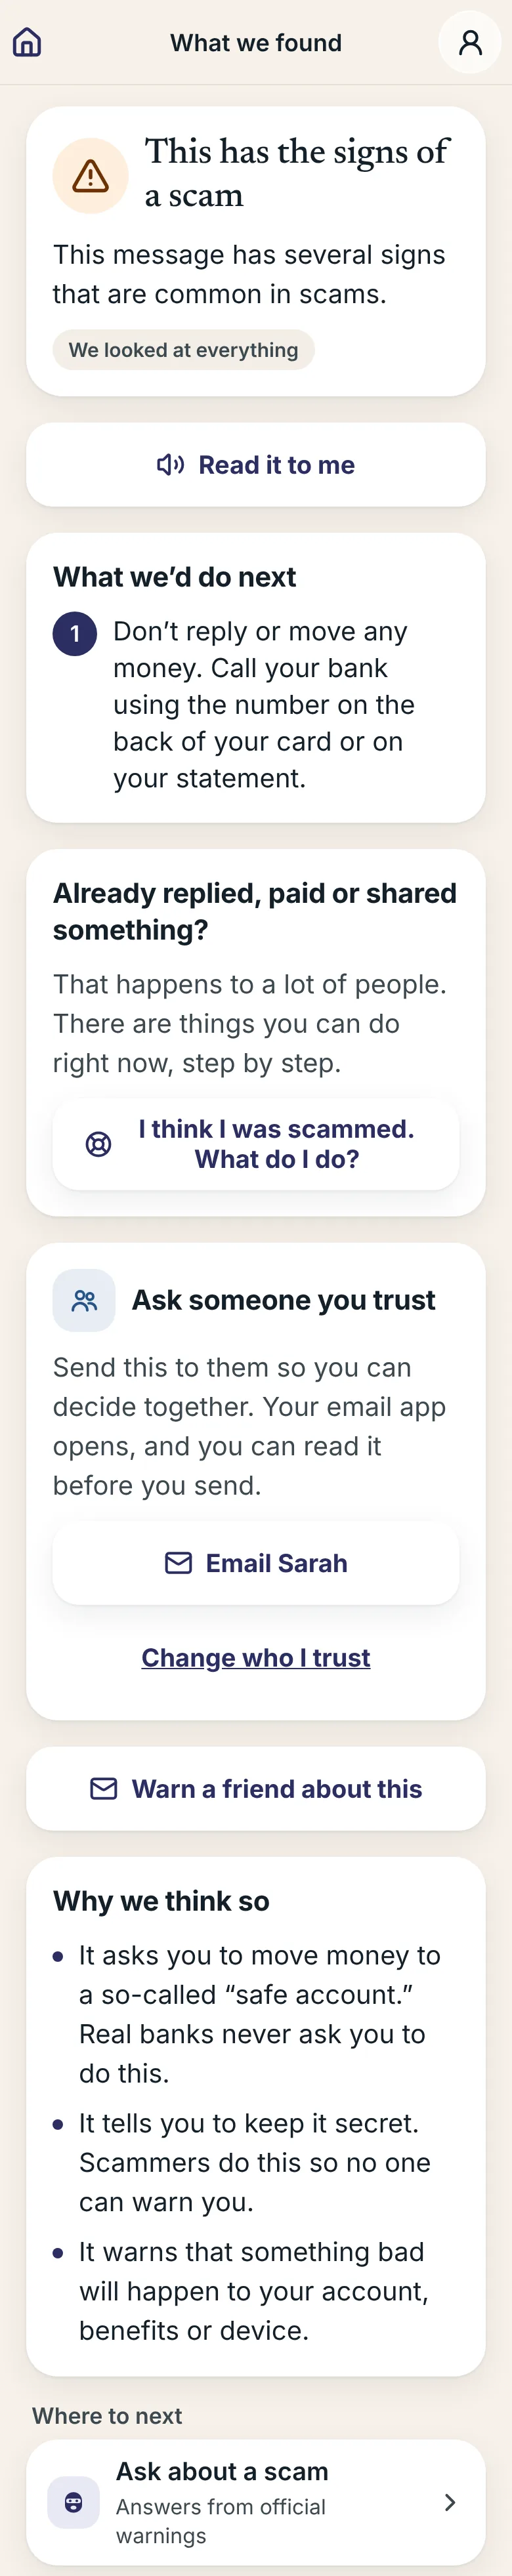 What we found
This has the signs of
a scam
This message has several signs
that are common in scams.
We looked at everything
Read it to me
What we’d do next
1
Don’t reply or move any
money. Call your bank
using the number on the
back of your card or on
your statement.
Already replied, paid or shared
something?
That happens to a lot of people.
There are things you can do
right now, step by step.
I think I was scammed.
What do I do?
Ask someone you trust
Send this to them so you can
decide together. Your email app
opens, and you can read it
before you send.
Email Sarah
Change who I trust
Warn a friend about this
Why we think so
It asks you to move money to
a so-called “safe account.”
Real banks never ask you to
do this.
It tells you to keep it secret.
Scammers do this so no one
can warn you.
It warns that something bad
will happen to your account,
benefits or device.
Where to next
Ask about a scam
Answers from official
warnings